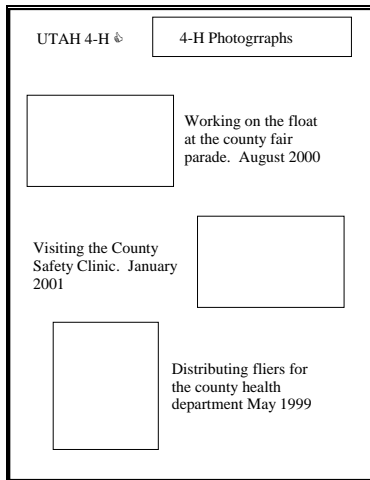 UTAH 4-H 👍
4-H Photogrraphs
Working on the float
at the county fair
parade.  August 2000
Visiting the County
Safety Clinic.  January
2001
Distributing fliers for
the county health
department May 1999